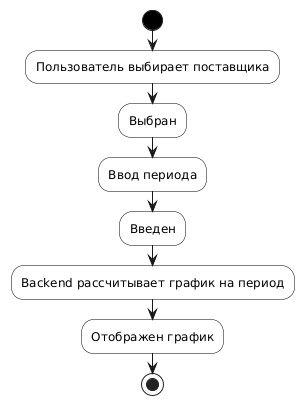 Пользователь выбирает поставщика
Выбран
Ввод периода
Введен
Backend рассчитывает график на период
Отображен график